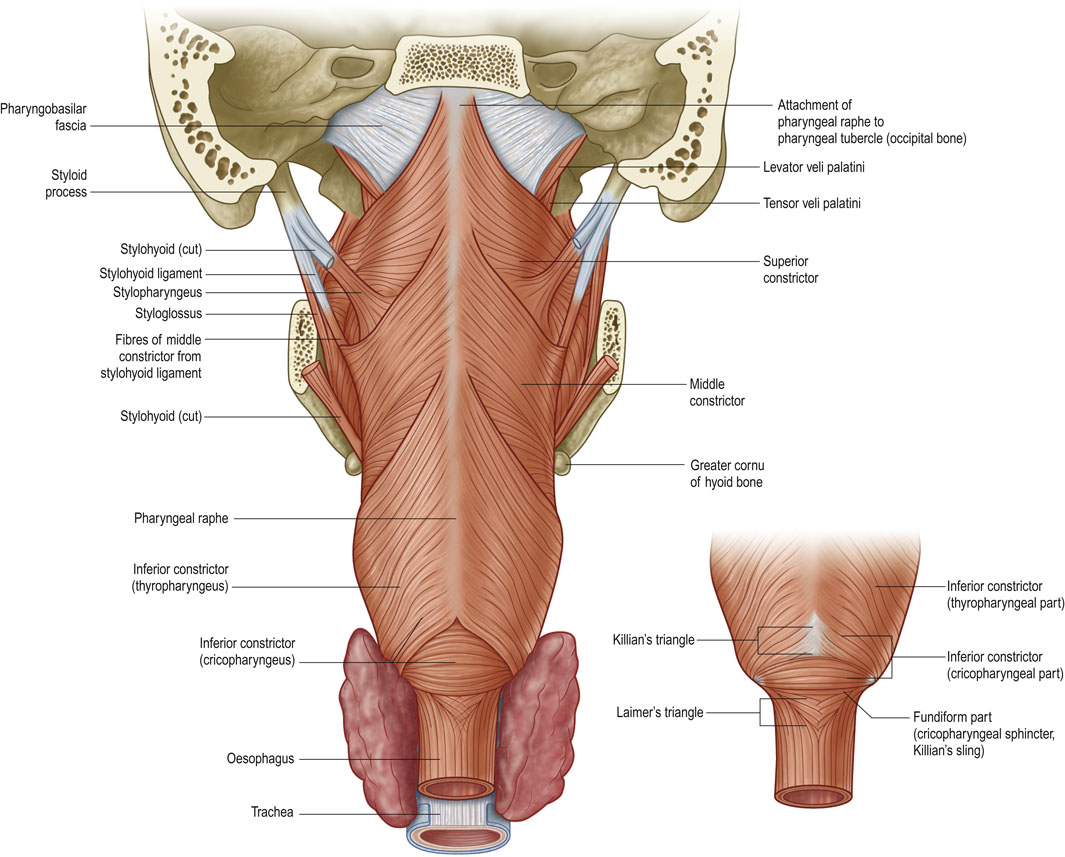 Pharyngobasilar
fascia
Styloid
process
Stylohyoid (cut)
Stylohyoid ligament
Stylopharyngeus
Styloglossus
Fibres of middle
constrictor from
stylohyoid ligament
Stylohyoid (cut)
Pharyngeal raphe
Inferior constrictor
(thyropharyngeus)
Inferior constrictor
(cricopharyngeus)
Oesophagus
Trachea
Attachment of
pharyngeal raphe to
pharyngeal tubercle (occipital bone)
Levator veli palatini
Tensor veli palatini
Superior
constrictor
Middle
constrictor
Greater cornu
of hyoid bone
Killian's triangle
Laimer's triangle
Inferior constrictor
(thyropharyngeal part)
Inferior constrictor
(cricopharyngeal part)
Fundiform part
(cricopharyngeal sphincter,
Killian's sling)